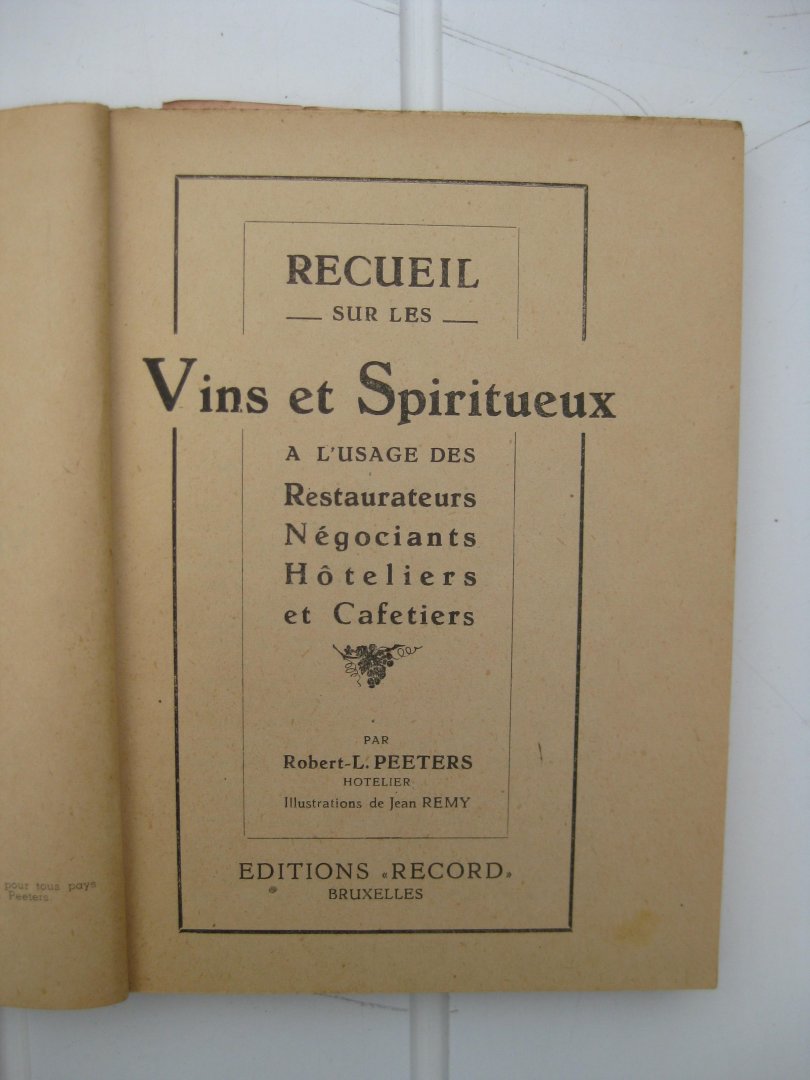 RECUEIL
SUR LES
Vins et Spiritueux
A L'USAGE DES
Restaurateurs
Négociants
Hôteliers
et Cafetiers
PAR
Robert-L. PEETERS
HOTELIER
Illustrations de Jean REMY
EDITIONS «RECORD»
BRUXELLES
pour tous pays
Peeters.